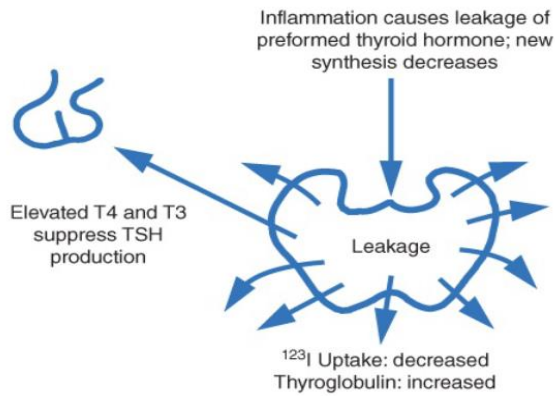 Inflammation causes leakage of
preformed thyroid hormone; new
synthesis decreases
Elevated T4 and T3
suppress TSH
production
Leakage
¹²³I Uptake: decreased
Thyroglobulin: increased